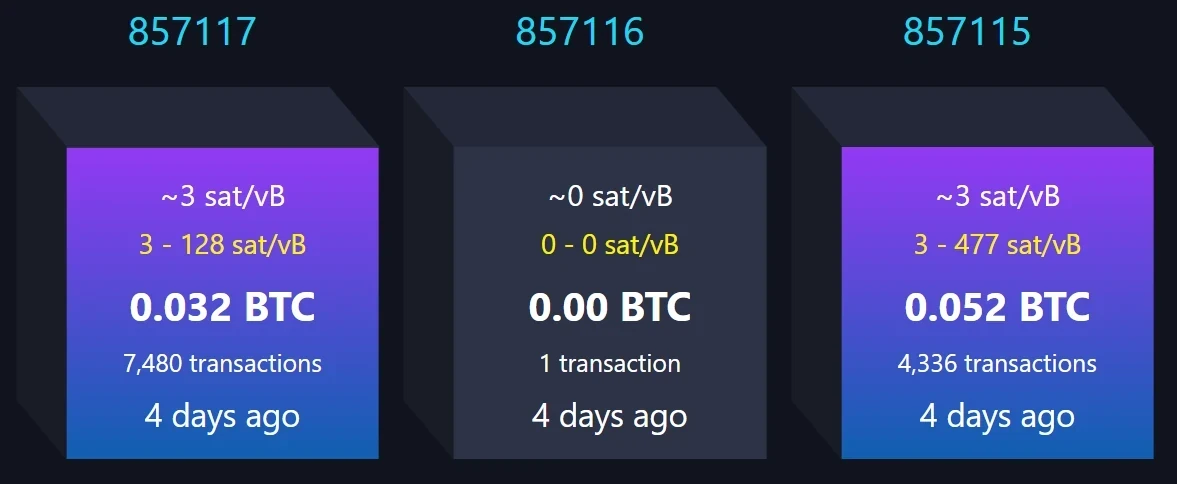 857117
~3 sat/vB
3 - 128 sat/vB
0.032 BTC
7,480 transactions
4 days ago
857116
~0 sat/vB
0 - 0 sat/vB
0.00 BTC
1 transaction
4 days ago
857115
~3 sat/vB
3 - 477 sat/vB
0.052 BTC
4,336 transactions
4 days ago